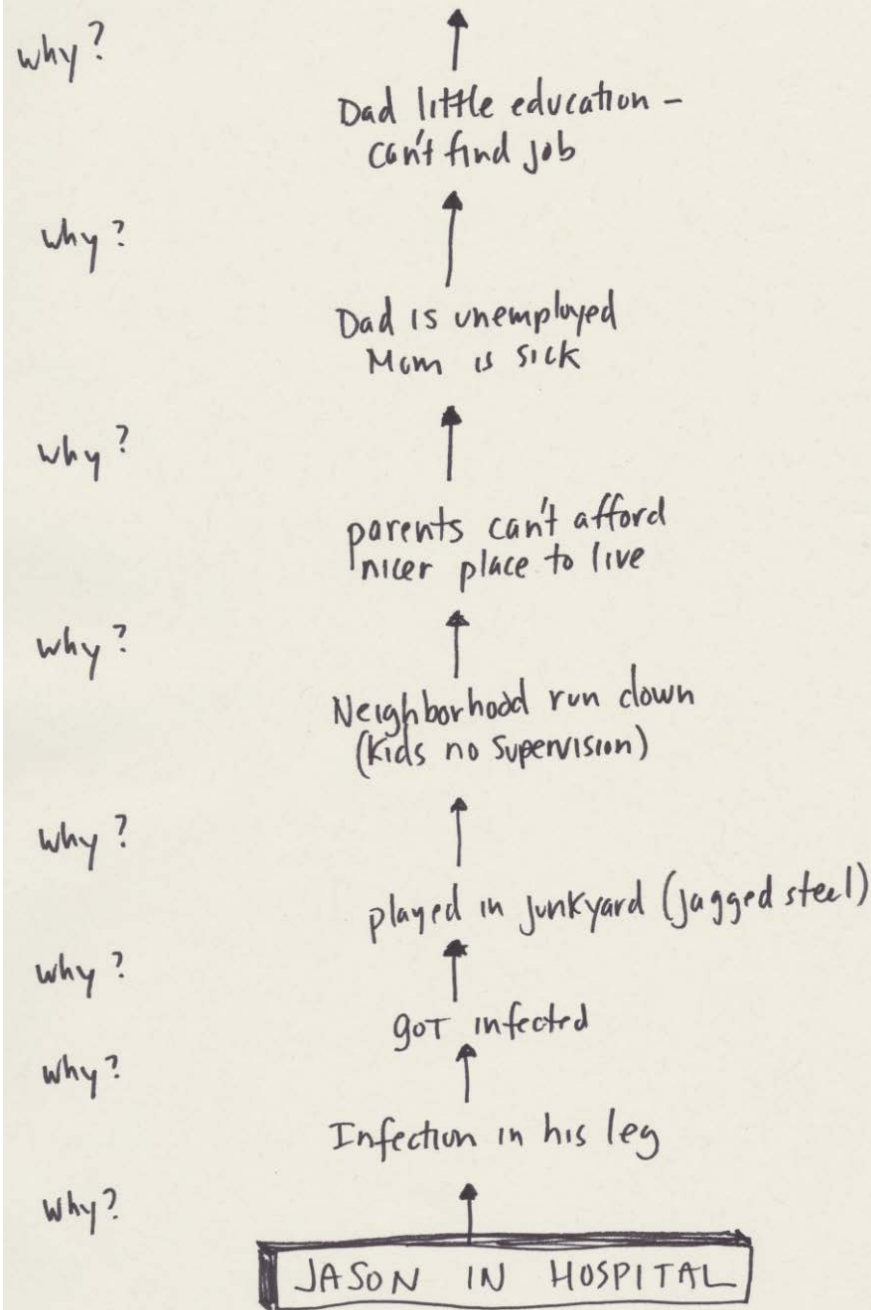 why?
Dad little education -
can't find job
why?
Dad is unemployed
Mom is sick
why?
parents can't afford
nicer place to live
why?
Neighborhood run down
(kids no supervision)
why?
played in junkyard (jagged steel)
why?
got infected
why?
Infection in his leg
why?
JASON IN HOSPITAL